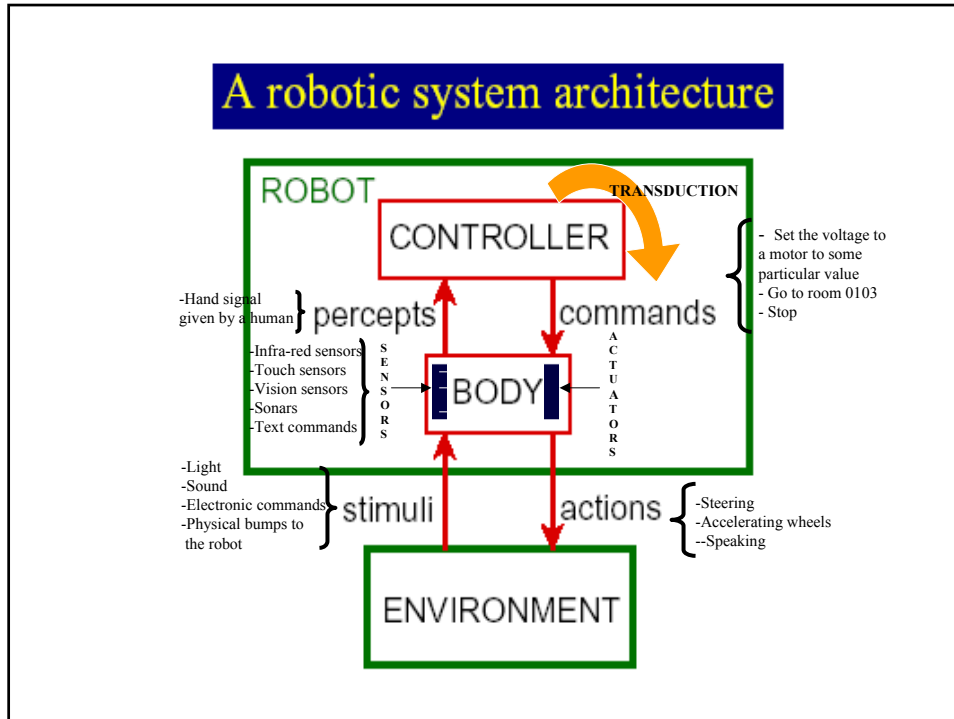 A robotic system architecture
ROBOT
TRANSDUCTION
CONTROLLER
- Set the voltage to
a motor to some
particular value
- Go to room 0103
- Stop
-Hand signal
given by a human
percepts
commands
-Infra-red sensors
-Touch sensors
-Vision sensors
-Sonars
-Text commands
SENSORS
BODY
ACTUATORS
-Light
-Sound
-Electronic commands
-Physical bumps to
the robot
stimuli
actions
-Steering
-Accelerating wheels
--Speaking
ENVIRONMENT